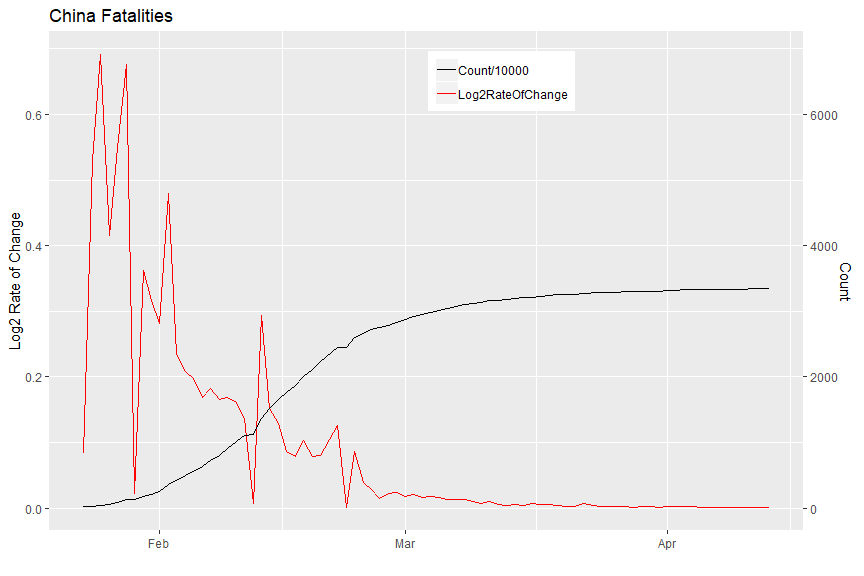 China Fatalities
Count/10000
Log2RateOfChange
0.6
0.4
0.2
0.0
Log2 Rate of Change
6000
4000
2000
0
Count
Feb
Mar
Apr